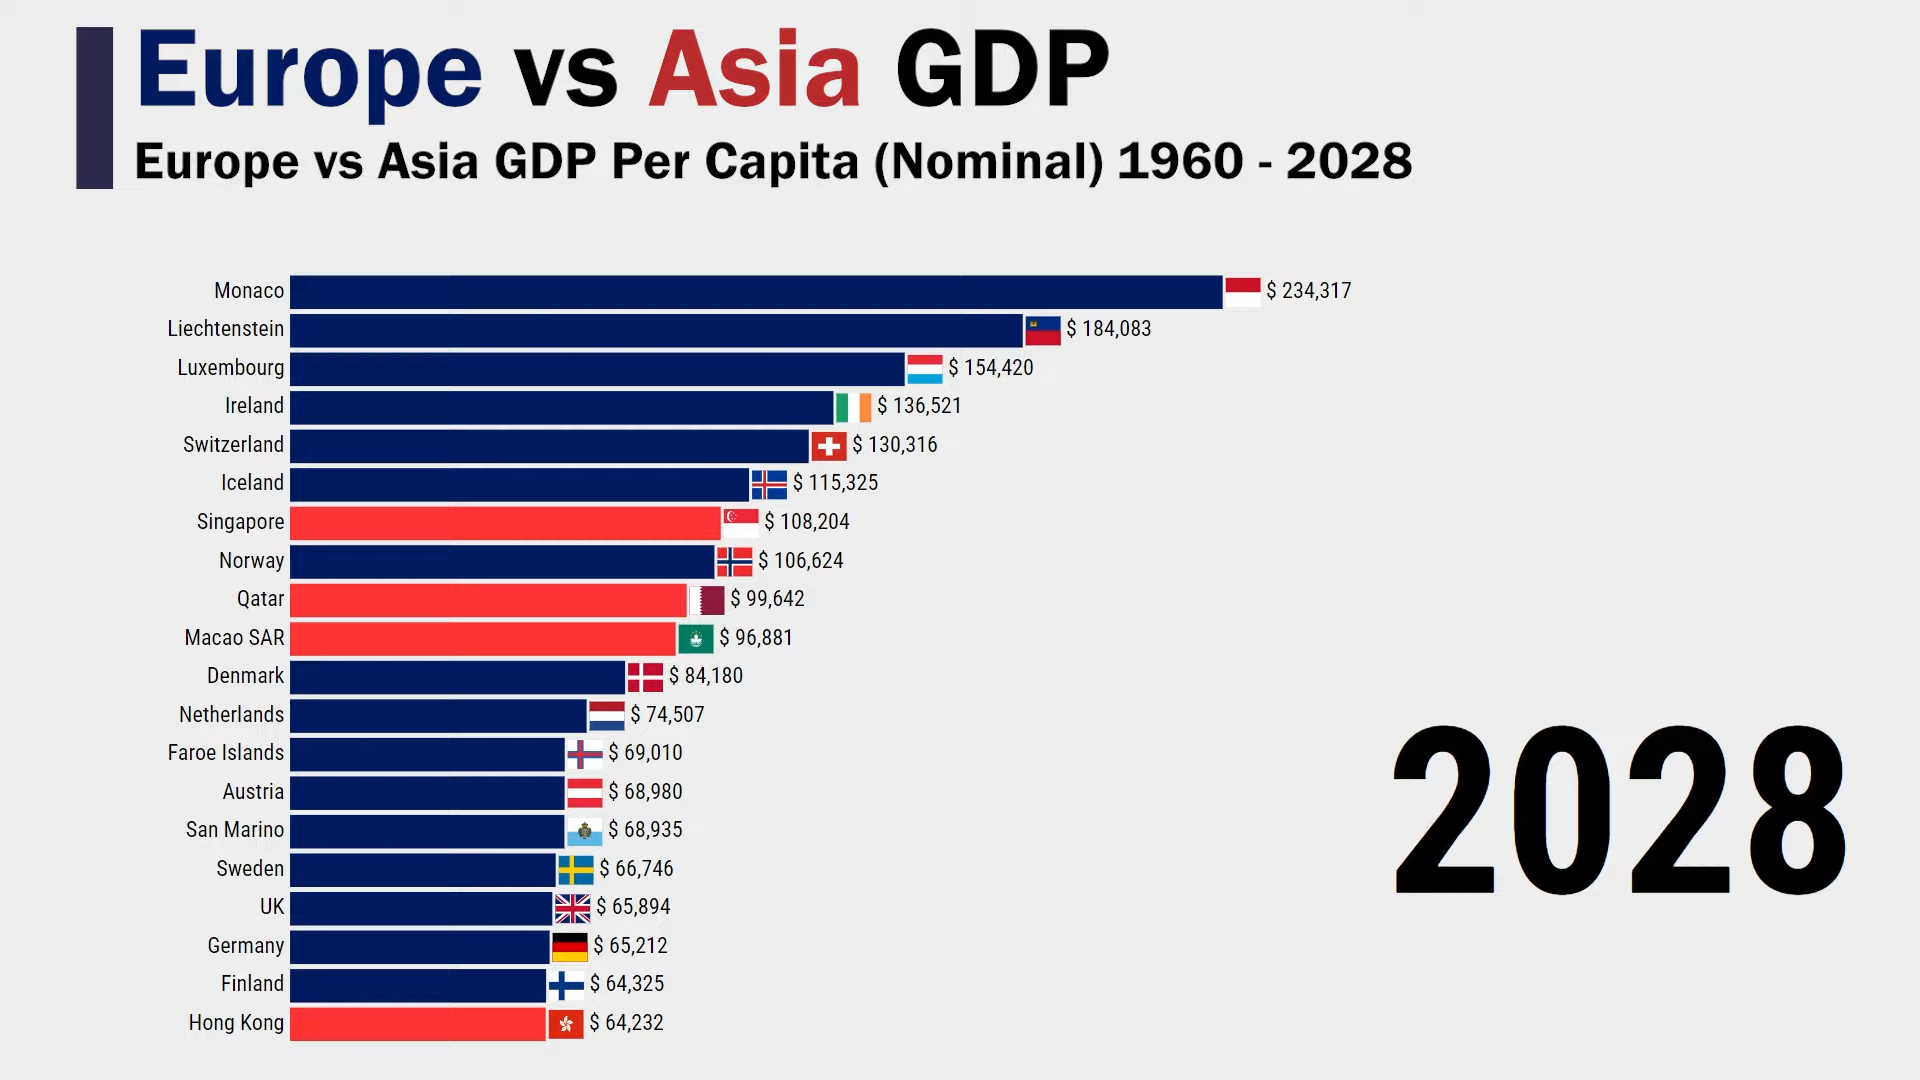 Europe vs Asia GDP
Europe vs Asia GDP Per Capita (Nominal) 1960 - 2028
Monaco $ 234,317
Liechtenstein $ 184,083
Luxembourg $ 154,420
Ireland $ 136,521
Switzerland $ 130,316
Iceland $ 115,325
Singapore $ 108,204
Norway $ 106,624
Qatar $ 99,642
Macao SAR $ 96,881
Denmark $ 84,180
Netherlands $ 74,507
Faroe Islands $ 69,010
Austria $ 68,980
San Marino $ 68,935
Sweden $ 66,746
UK $ 65,894
Germany $ 65,212
Finland $ 64,325
Hong Kong $ 64,232
2028